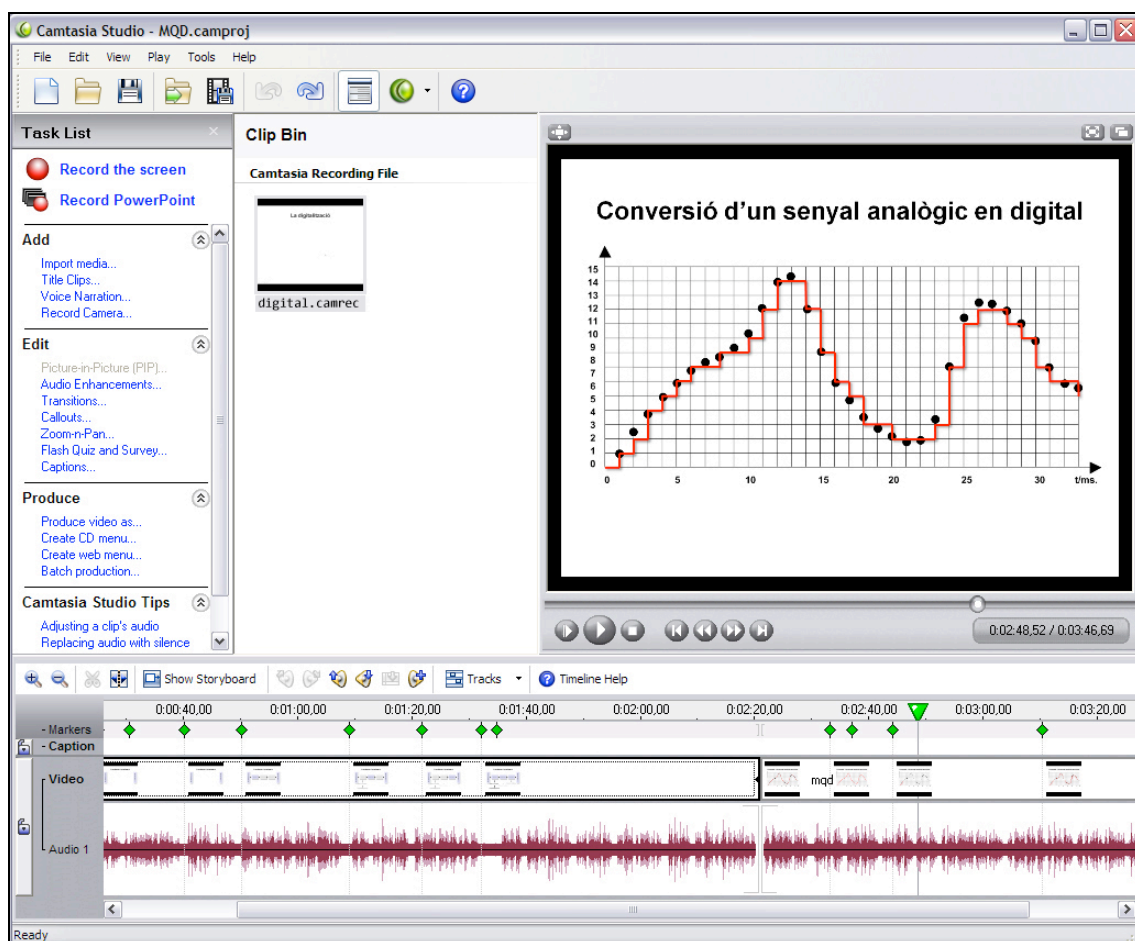 Camtasia Studio - MQD.camproj
File Edit View Play Tools Help
Task List
Record the screen
Record PowerPoint
Add
Import media...
Title Clips...
Voice Narration...
Record Camera...
Edit
Picture-in-Picture (PIP)...
Audio Enhancements...
Transitions...
Callouts...
Zoom-n-Pan...
Flash Quiz and Survey...
Captions...
Produce
Produce video as...
Create CD menu...
Create web menu...
Batch production...
Camtasia Studio Tips
Adjusting a clip's audio
Replacing audio with silence
Clip Bin
Camtasia Recording File
La digitalització
digital.camrec
Conversió d'un senyal analògic en digital
15
14
13
12
11
10
9
8
7
6
5
4
3
2
1
0
0 5 10 15 20 25 30 t/ms.
0:02:48,52 / 0:03:46,69
Show Storyboard Tracks Timeline Help
0:00:40,00 0:01:00,00 0:01:20,00 0:01:40,00 0:02:00,00 0:02:20,00 0:02:40,00 0:03:00,00 0:03:20,00
- Markers
- Caption
Video
mqd
Audio 1
Ready